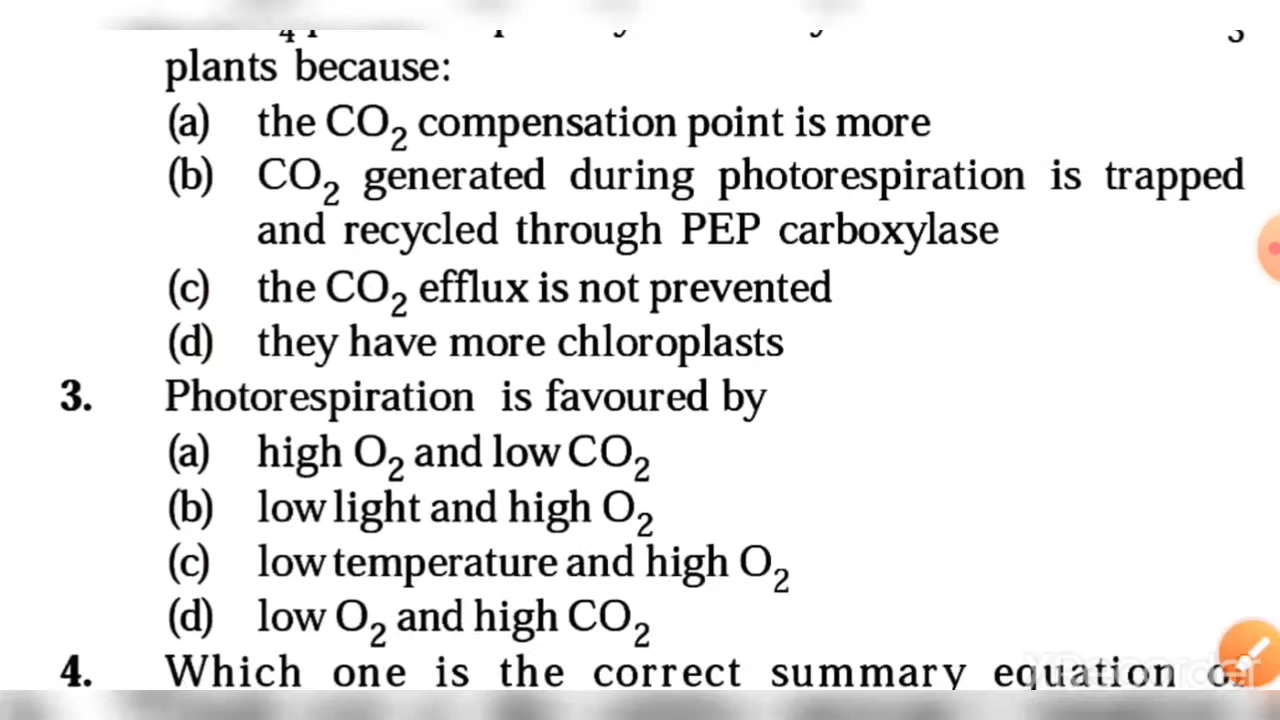 plants because:
(a) the CO₂ compensation point is more
(b) CO₂ generated during photorespiration is trapped
and recycled through PEP carboxylase
(c) the CO₂ efflux is not prevented
(d) they have more chloroplasts
3. Photorespiration is favoured by
(a) high O₂ and low CO₂
(b) low light and high O₂
(c) low temperature and high O₂
(d) low O₂ and high CO₂
4. Which one is the correct summary equation